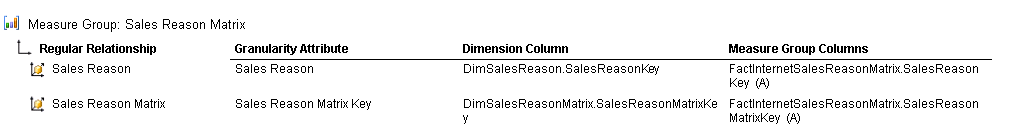 Measure Group: Sales Reason Matrix
Regular Relationship Granularity Attribute Dimension Column Measure Group Columns
Sales Reason Sales Reason DimSalesReason.SalesReasonKey FactInternetSalesReasonMatrix.SalesReason
Key (A)
Sales Reason Matrix Sales Reason Matrix Key DimSalesReasonMatrix.SalesReasonMatrixKe FactInternetSalesReasonMatrix.SalesReason
y MatrixKey (A)